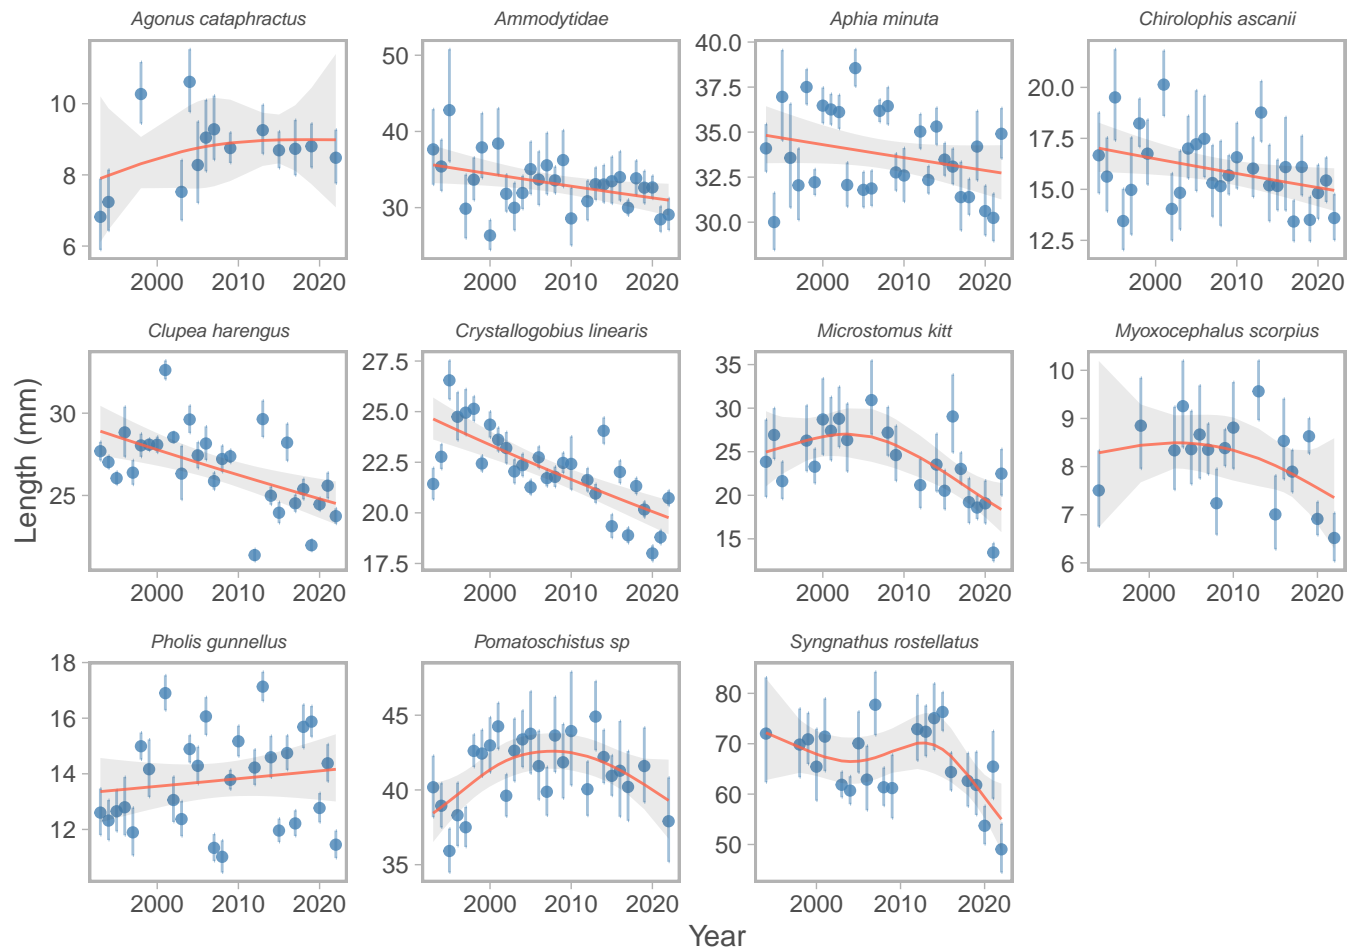 Agonus cataphractus
Ammodytidae
Aphia minuta
Chirolophis ascanii
10
8
6
2000 2010 2020
50
40
30
2000 2010 2020
40.0
37.5
35.0
32.5
30.0
2000 2010 2020
20.0
17.5
15.0
12.5
2000 2010 2020
Clupea harengus
Crystallogobius linearis
Microstomus kitt
Myoxocephalus scorpius
Length (mm)
30
25
2000 2010 2020
27.5
25.0
22.5
20.0
17.5
2000 2010 2020
35
30
25
20
15
2000 2010 2020
10
9
8
7
6
2000 2010 2020
Pholis gunnellus
Pomatoschistus sp
Syngnathus rostellatus
18
16
14
12
2000 2010 2020
45
40
35
2000 2010 2020
80
70
60
50
2000 2010 2020
Year